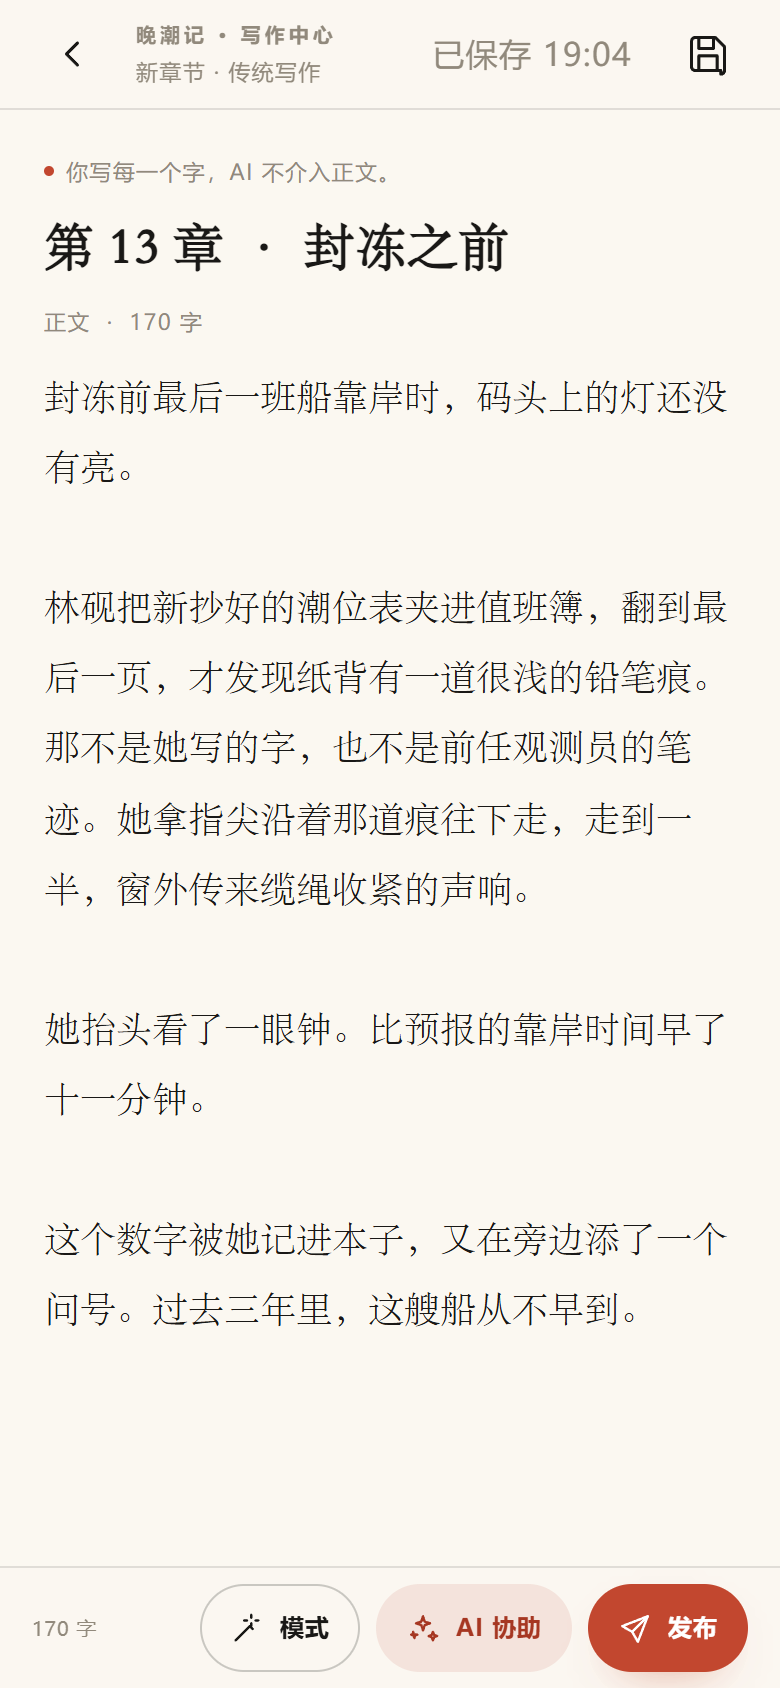 晚潮记 • 写作中心
新章节 · 传统写作
已保存 19:04
你写每一个字，AI 不介入正文。
第 13 章 · 封冻之前
正文 · 170 字
封冻前最后一班船靠岸时，码头上的灯还没
有亮。
林砚把新抄好的潮位表夹进值班簿，翻到最
后一页，才发现纸背有一道很浅的铅笔痕。
那不是她写的字，也不是前任观测员的笔
迹。她拿指尖沿着那道痕往下走，走到一
半，窗外传来缆绳收紧的声响。
她抬头看了一眼钟。比预报的靠岸时间早了
十一分钟。
这个数字被她记进本子，又在旁边添了一个
问号。过去三年里，这艘船从不早到。
170 字
模式
AI 协助
发布